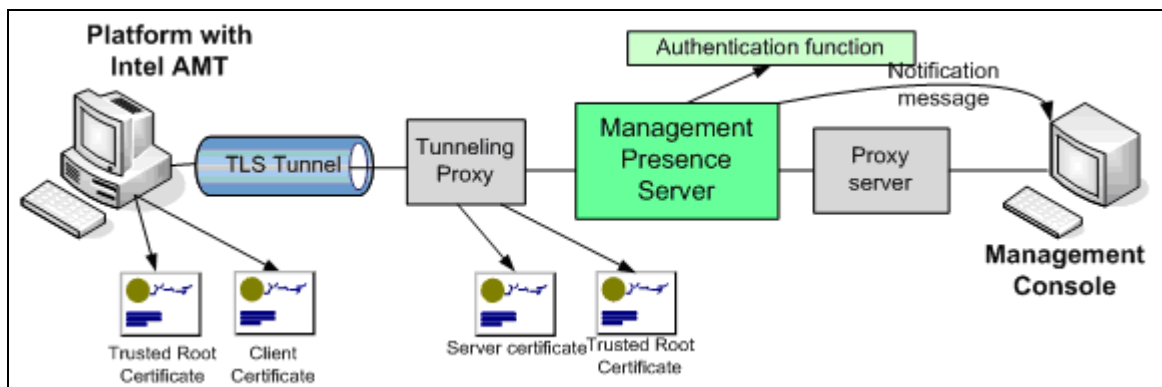 Platform with
Intel AMT
Authentication function
Notification
message
TLS Tunnel
Tunneling
Proxy
Management
Presence
Server
Proxy
server
Management
Console
Trusted Root
Certificate
Client
Certificate
Server certificate
Trusted Root
Certificate